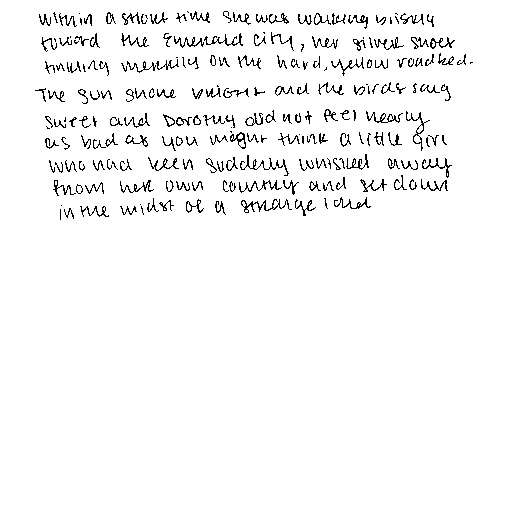 within a short time she was walking briskly
toward the Emerald City, her silver shoes
tinkling merrily on the hard, yellow roadbed.
The sun shone bright and the birds sang
sweet and Dorothy did not feel nearly
as bad as you might think a little girl
who had been suddenly whisked away
from her own country and set down
in the midst of a strange land